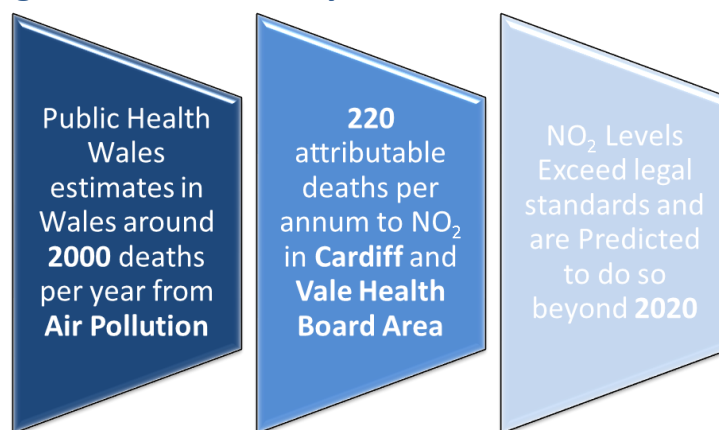 Public Health
Wales
estimates in
Wales around
2000 deaths
per year from
Air Pollution
220
attributable
deaths per
annum to NO₂
in Cardiff and
Vale Health
Board Area
NO₂ Levels
Exceed legal
standards and
are Predicted
to do so
beyond 2020